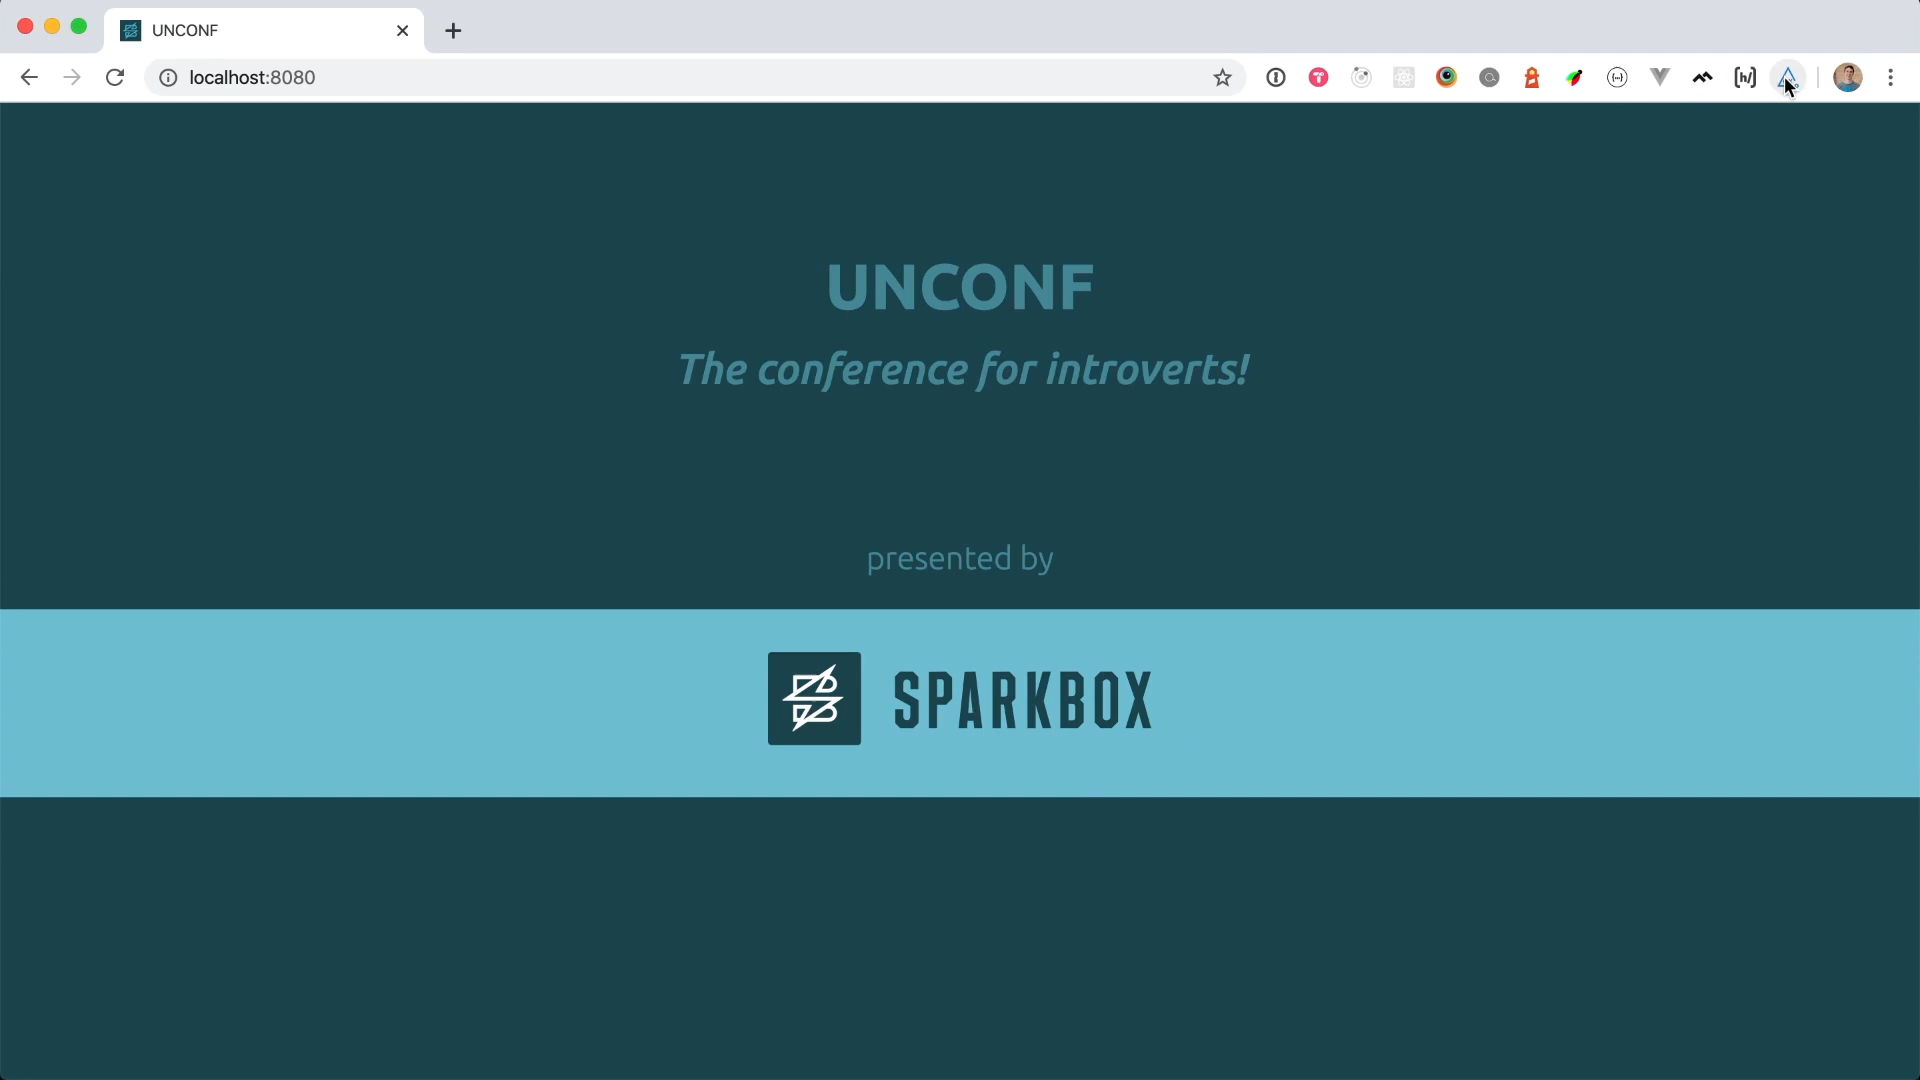 UNCONF
localhost:8080
[h/]
UNCONF
The conference for introverts!
presented by
SPARKBOX